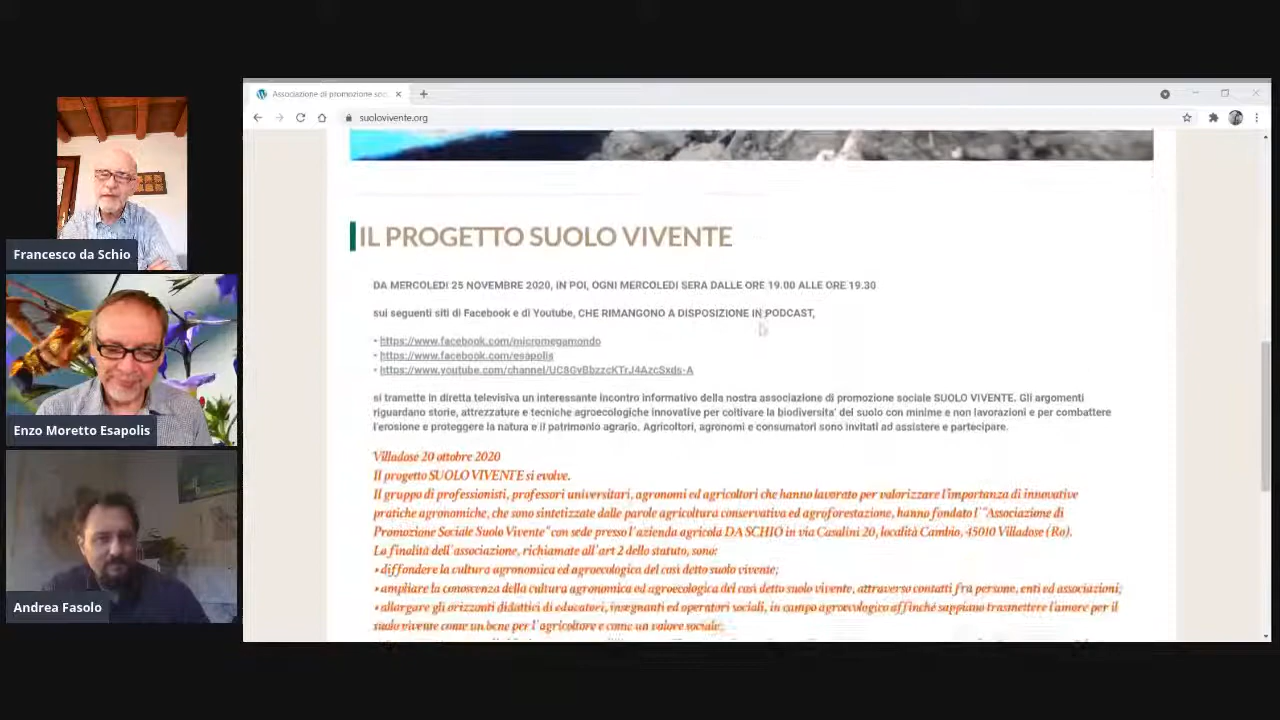 Francesco da Schio
Enzo Moretto Esapolis
Andrea Fasolo
Associazione di promozione soc
suolovivente.org
IL PROGETTO SUOLO VIVENTE
DA MERCOLEDI 25 NOVEMBRE 2020, IN POI, OGNI MERCOLEDI SERA DALLE ORE 19.00 ALLE ORE 19.30
sui seguenti siti di Facebook e di Youtube, CHE RIMANGONO A DISPOSIZIONE IN PODCAST,
- https://www.facebook.com/micromegamondo
- https://www.facebook.com/esapolis
- https://www.youtube.com/channel/UC8GvBbzzcKTrJ4AzcSxds-A
si tramette in diretta televisiva un interessante incontro informativo della nostra associazione di promozione sociale SUOLO VIVENTE. Gli argomenti
riguardano storie, attrezzature e tecniche agroecologiche innovative per coltivare la biodiversita' del suolo con minime e non lavorazioni e per combattere
l'erosione e proteggere la natura e il patrimonio agrario. Agricoltori, agronomi e consumatori sono invitati ad assistere e partecipare.
Villadose 20 ottobre 2020
Il progetto SUOLO VIVENTE si evolve.
Il gruppo di professionisti, professori universitari, agronomi ed agricoltori che hanno lavorato per valorizzare l'importanza di innovative
pratiche agronomiche, che sono sintetizzate dalle parole agricoltura conservativa ed agroforestazione, hanno fondato l'"Associazione di
Promozione Sociale Suolo Vivente" con sede presso l'azienda agricola DA SCHIO in via Casalini 20, località Cambio, 45010 Villadose (Ro).
La finalità dell'associazione, richiamate all'art 2 dello statuto, sono:
• diffondere la cultura agronomica ed agroecologica del così detto suolo vivente;
• ampliare la conoscenza della cultura agronomica ed agroecologica del così detto suolo vivente, attraverso contatti fra persone, enti ed associazioni;
• allargare gli orizzonti didattici di educatori, insegnanti ed operatori sociali, in campo agroecologico affinché sappiano trasmettere l'amore per il
suolo vivente come un bene per l'agricoltore e come un valore sociale;